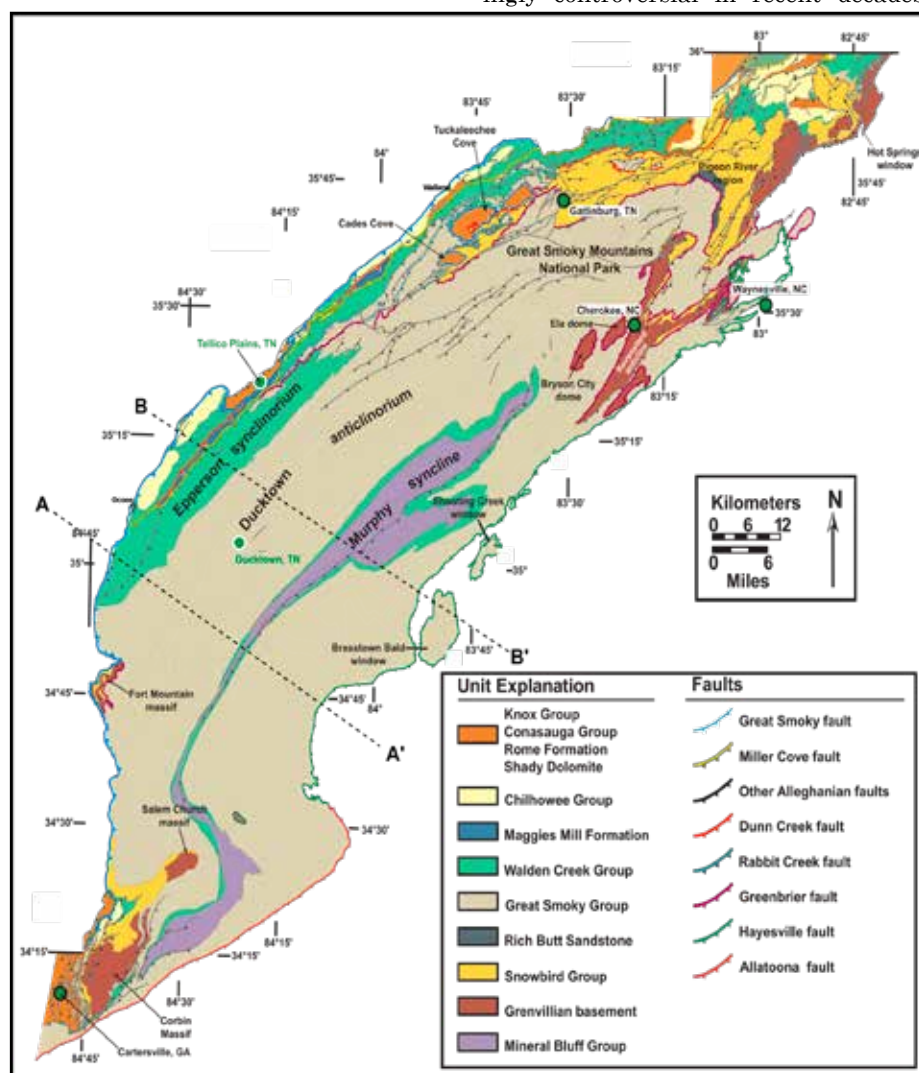 ingly controversial in recent decades
83°
82°45'
36°
83°15'
83°30'
83°45'
Tuckaleechee
Cove
84°
Hot Springs
window
Pigeon River
region
35°45'
35°45'
82°45'
84°15'
Gatlinburg, TN
Cades Cove
Great Smoky Mountains
National Park
84°30'
35°30'
Waynesville, NC
35°30'
83°
Cherokee, NC
Ela dome
Tellico Plains, TN
Bryson City
dome
83°15'
B
35°15'
35°15'
Epperson synclinorium
anticlinorium
Ducktown
Murphy syncline
83°30'
Shooting Greek
window
A
84°45'
35°
Ducktown, TN
35°
Kilometers
0 6 12
0 6
Miles
N
Brasstown Bald
window
83°45'
B'
34°45'
84°
34°45'
Fort Mountain
massif
A'
Salem Church
massif
34°30'
34°30'
84°15'
34°15'
34°15'
84°30'
Corbin
Massif
Cartersville, GA
84°45'
Unit Explanation
Knox Group
Conasauga Group
Rome Formation
Shady Dolomite
Chilhowee Group
Maggies Mill Formation
Walden Creek Group
Great Smoky Group
Rich Butt Sandstone
Snowbird Group
Grenvillian basement
Mineral Bluff Group
Faults
Great Smoky fault
Miller Cove fault
Other Alleghanian faults
Dunn Creek fault
Rabbit Creek fault
Greenbrier fault
Hayesville fault
Allatoona fault